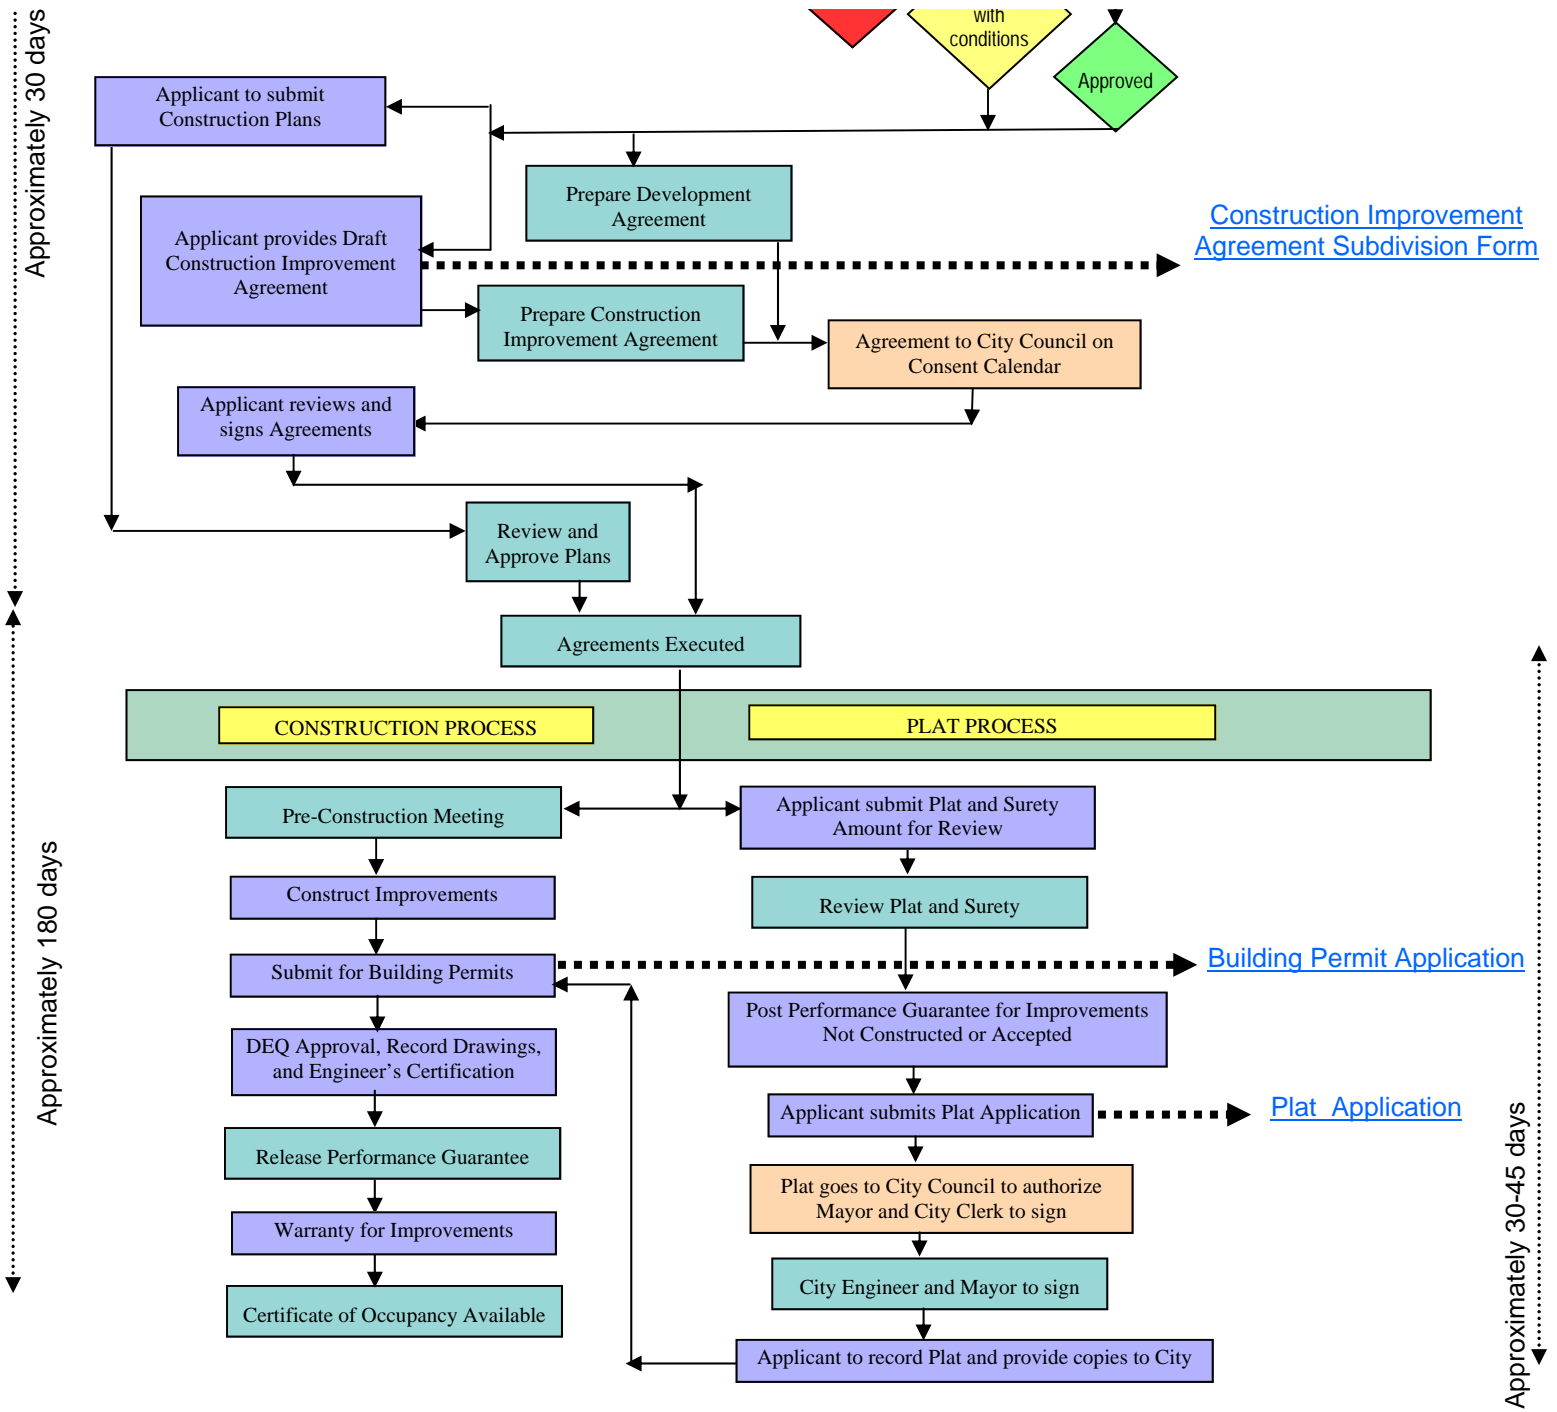 with
conditions
Approved
Approximately 30 days
Applicant to submit
Construction Plans
Prepare Development
Agreement
Applicant provides Draft
Construction Improvement
Agreement
Construction Improvement
Agreement Subdivision Form
Prepare Construction
Improvement Agreement
Agreement to City Council on
Consent Calendar
Applicant reviews and
signs Agreements
Review and
Approve Plans
Agreements Executed
CONSTRUCTION PROCESS
PLAT PROCESS
Approximately 180 days
Pre-Construction Meeting
Construct Improvements
Submit for Building Permits
Building Permit Application
DEQ Approval, Record Drawings,
and Engineer’s Certification
Release Performance Guarantee
Warranty for Improvements
Certificate of Occupancy Available
Applicant submit Plat and Surety
Amount for Review
Review Plat and Surety
Post Performance Guarantee for Improvements
Not Constructed or Accepted
Applicant submits Plat Application
Plat Application
Plat goes to City Council to authorize
Mayor and City Clerk to sign
City Engineer and Mayor to sign
Applicant to record Plat and provide copies to City
Approximately 30-45 days